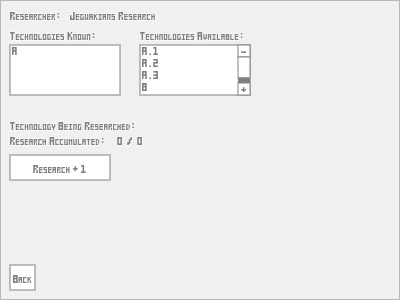 Researcher: Jegwakians Research
Technologies Known:
Technologies Available:
A
A.1
A.2
A.3
B
-
+
Technology Being Researched:
Research Accumulated: 0 / 0
Research + 1
Back